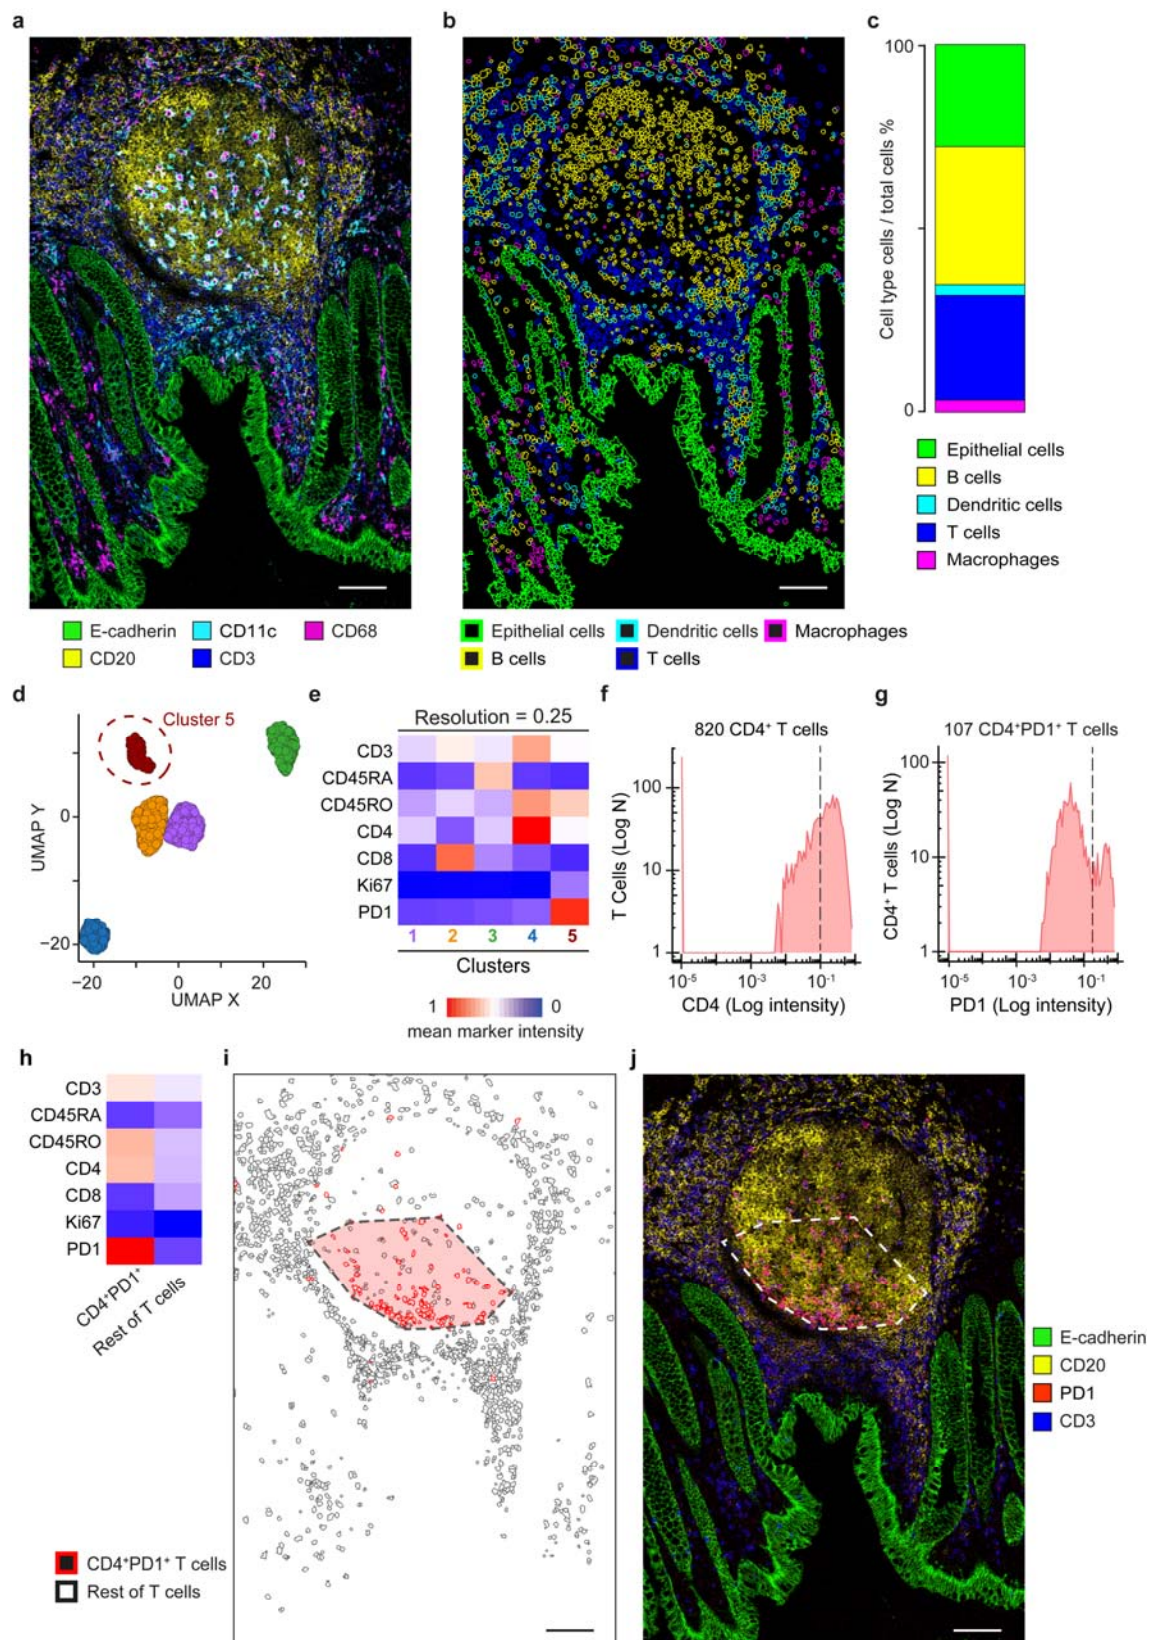 a
b
c
100
Cell type cells / total cells %
0
Epithelial cells
B cells
Dendritic cells
T cells
Macrophages
E-cadherin
CD11c
CD68
CD20
CD3
Epithelial cells
Dendritic cells
Macrophages
B cells
T cells
d
Cluster 5
UMAP Y
0
−20
−20
0
20
UMAP X
e
Resolution = 0.25
CD3
CD45RA
CD45RO
CD4
CD8
Ki67
PD1
1 2 3 4 5
Clusters
1
0
mean marker intensity
f
820 CD4⁺ T cells
T Cells (Log N)
100
10
1
10⁻⁵ 10⁻³ 10⁻¹
CD4 (Log intensity)
g
107 CD4⁺PD1⁺ T cells
CD4⁺ T cells (Log N)
100
10
1
10⁻⁵ 10⁻³ 10⁻¹
PD1 (Log intensity)
h
CD3
CD45RA
CD45RO
CD4
CD8
Ki67
PD1
CD4⁺PD1⁺
Rest of T cells
CD4⁺PD1⁺ T cells
Rest of T cells
i
j
E-cadherin
CD20
PD1
CD3